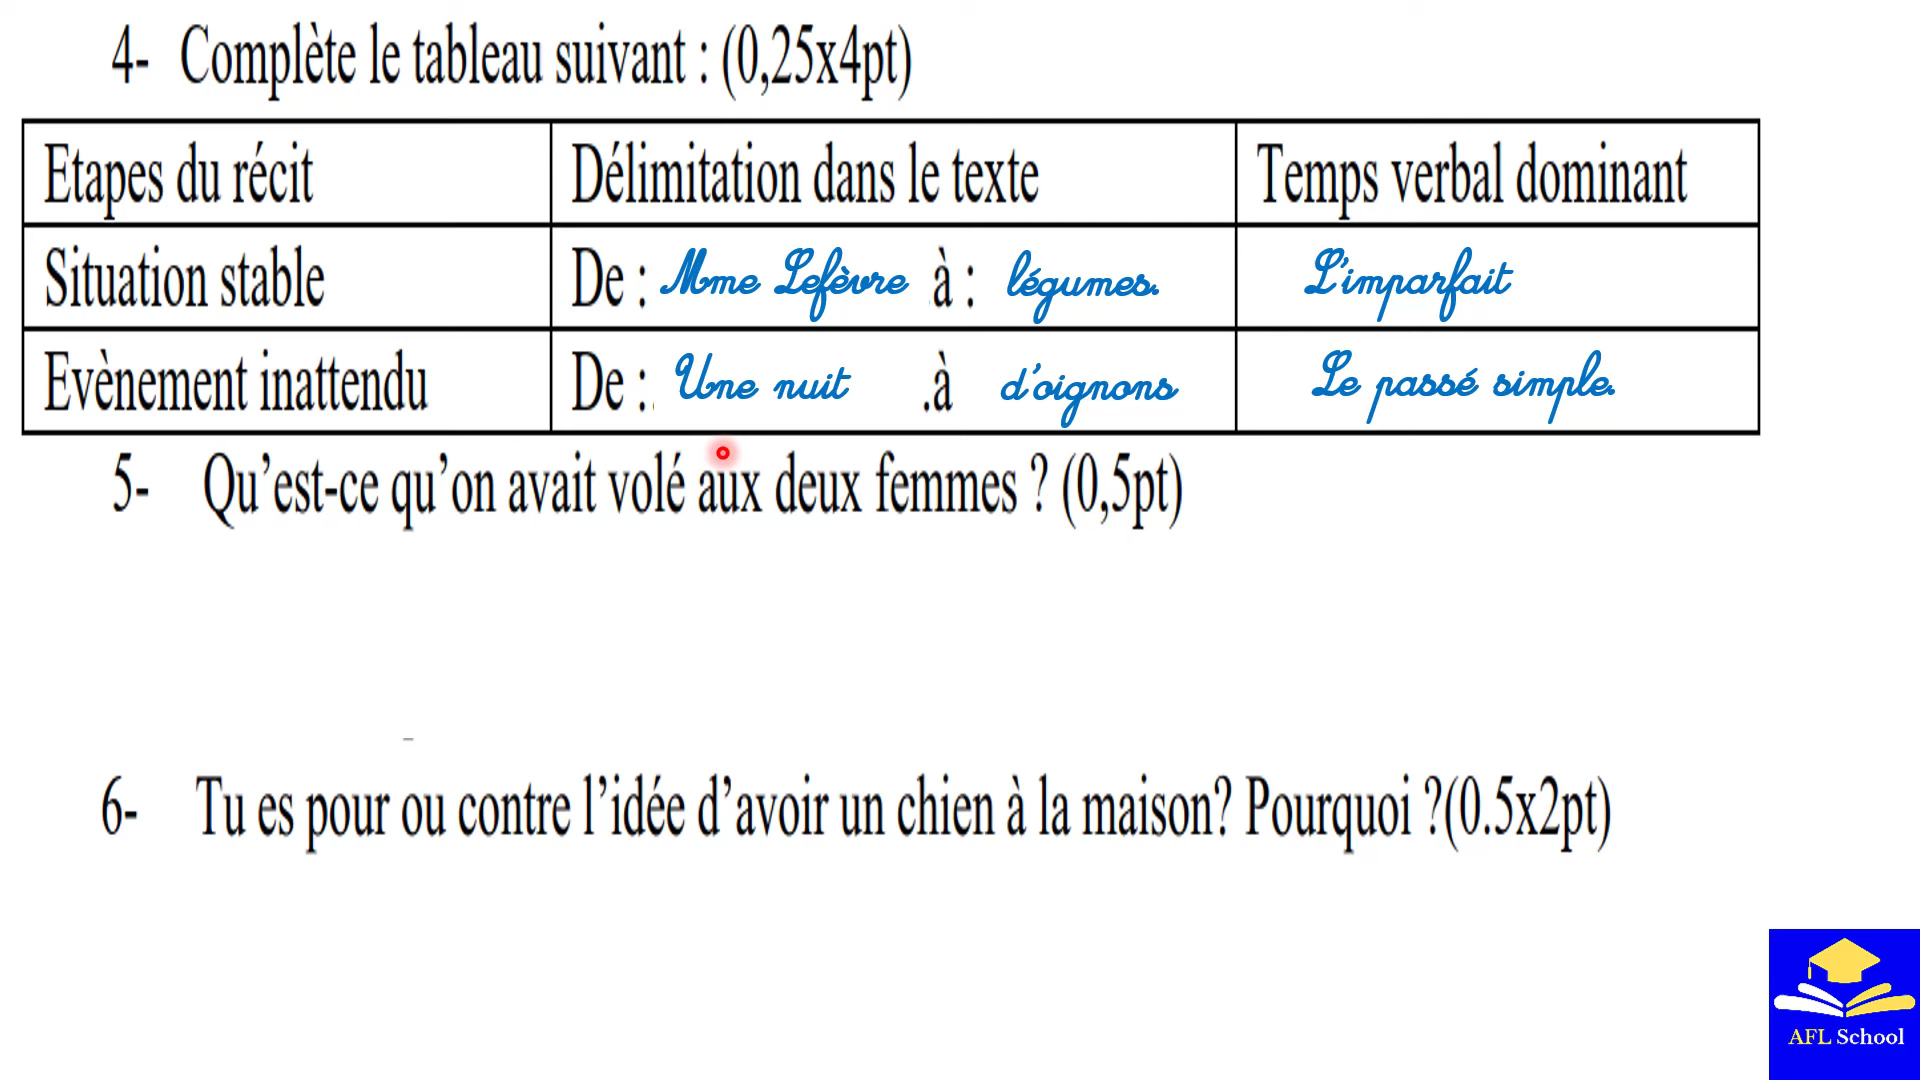 4- Complète le tableau suivant : (0,25x4pt)
Etapes du récit Délimitation dans le texte Temps verbal dominant
Situation stable De : Mme Lefèvre à : légumes. L'imparfait
Evènement inattendu De :. Une nuit .à d'oignons Le passé simple.
5- Qu'est-ce qu'on avait volé aux deux femmes ? (0,5pt)
6- Tu es pour ou contre l'idée d'avoir un chien à la maison? Pourquoi ?(0.5x2pt)
AFL School